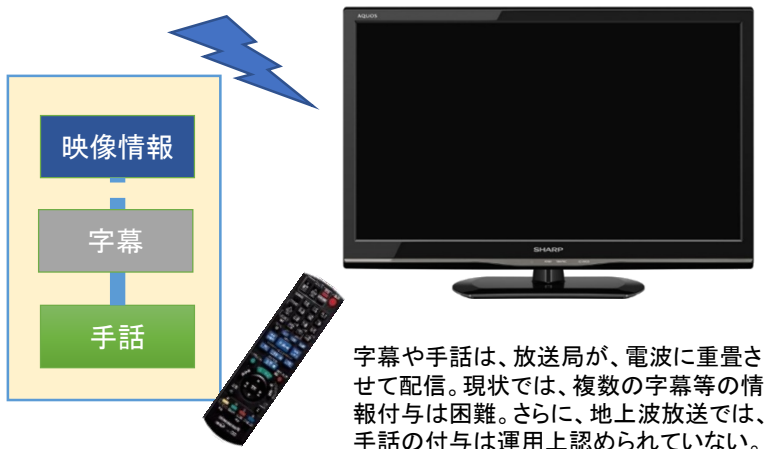 AQUOS
映像情報
字幕
手話
SHARP
字幕や手話は、放送局が、電波に重畳さ
せて配信。現状では、複数の字幕等の情
報付与は困難。さらに、地上波放送では、
手話の付与は運用上認められていない。